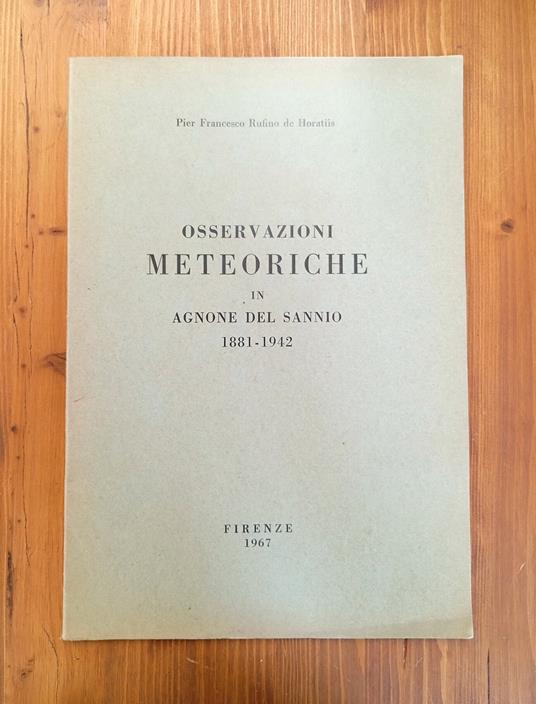 Pier Francesco Rufino de Horatiis
OSSERVAZIONI
METEORICHE
IN
AGNONE DEL SANNIO
1881-1942
FIRENZE
1967